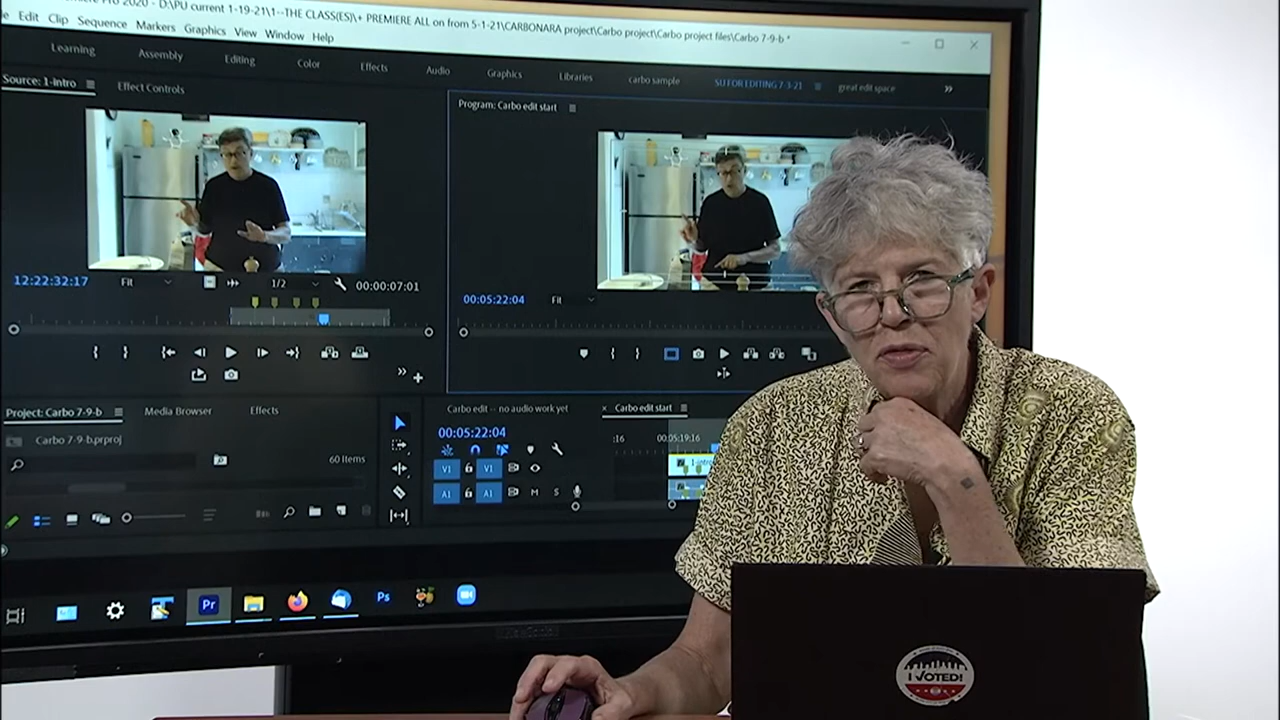 Pro 2020 - D:\PU current 1-19-21\1--THE CLASS(ES)\+ PREMIERE ALL on from 5-1-21\CARBONARA project\Carbo project\Carbo project files\Carbo 7-9-b *
Edit Clip Sequence Markers Graphics View Window Help
Learning Assembly Editing Color Effects Audio Graphics Libraries carbo sample SU FOR EDITING 7-3-21 great edit space
Source: 1-intro Effect Controls
Program: Carbo edit start
12:22:32:17 Fit 1/2 00:00:07:01
00:05:22:04 Fit
Project: Carbo 7-9-b Media Browser Effects
Carbo edit -- no audio work yet × Carbo edit start
Carbo 7-9-b.prproj
00:05:22:04
:16 00:05:19:16
60 Items
V1 V1
1-intro
A1 A1 M S
Pr Ps
I VOTED!